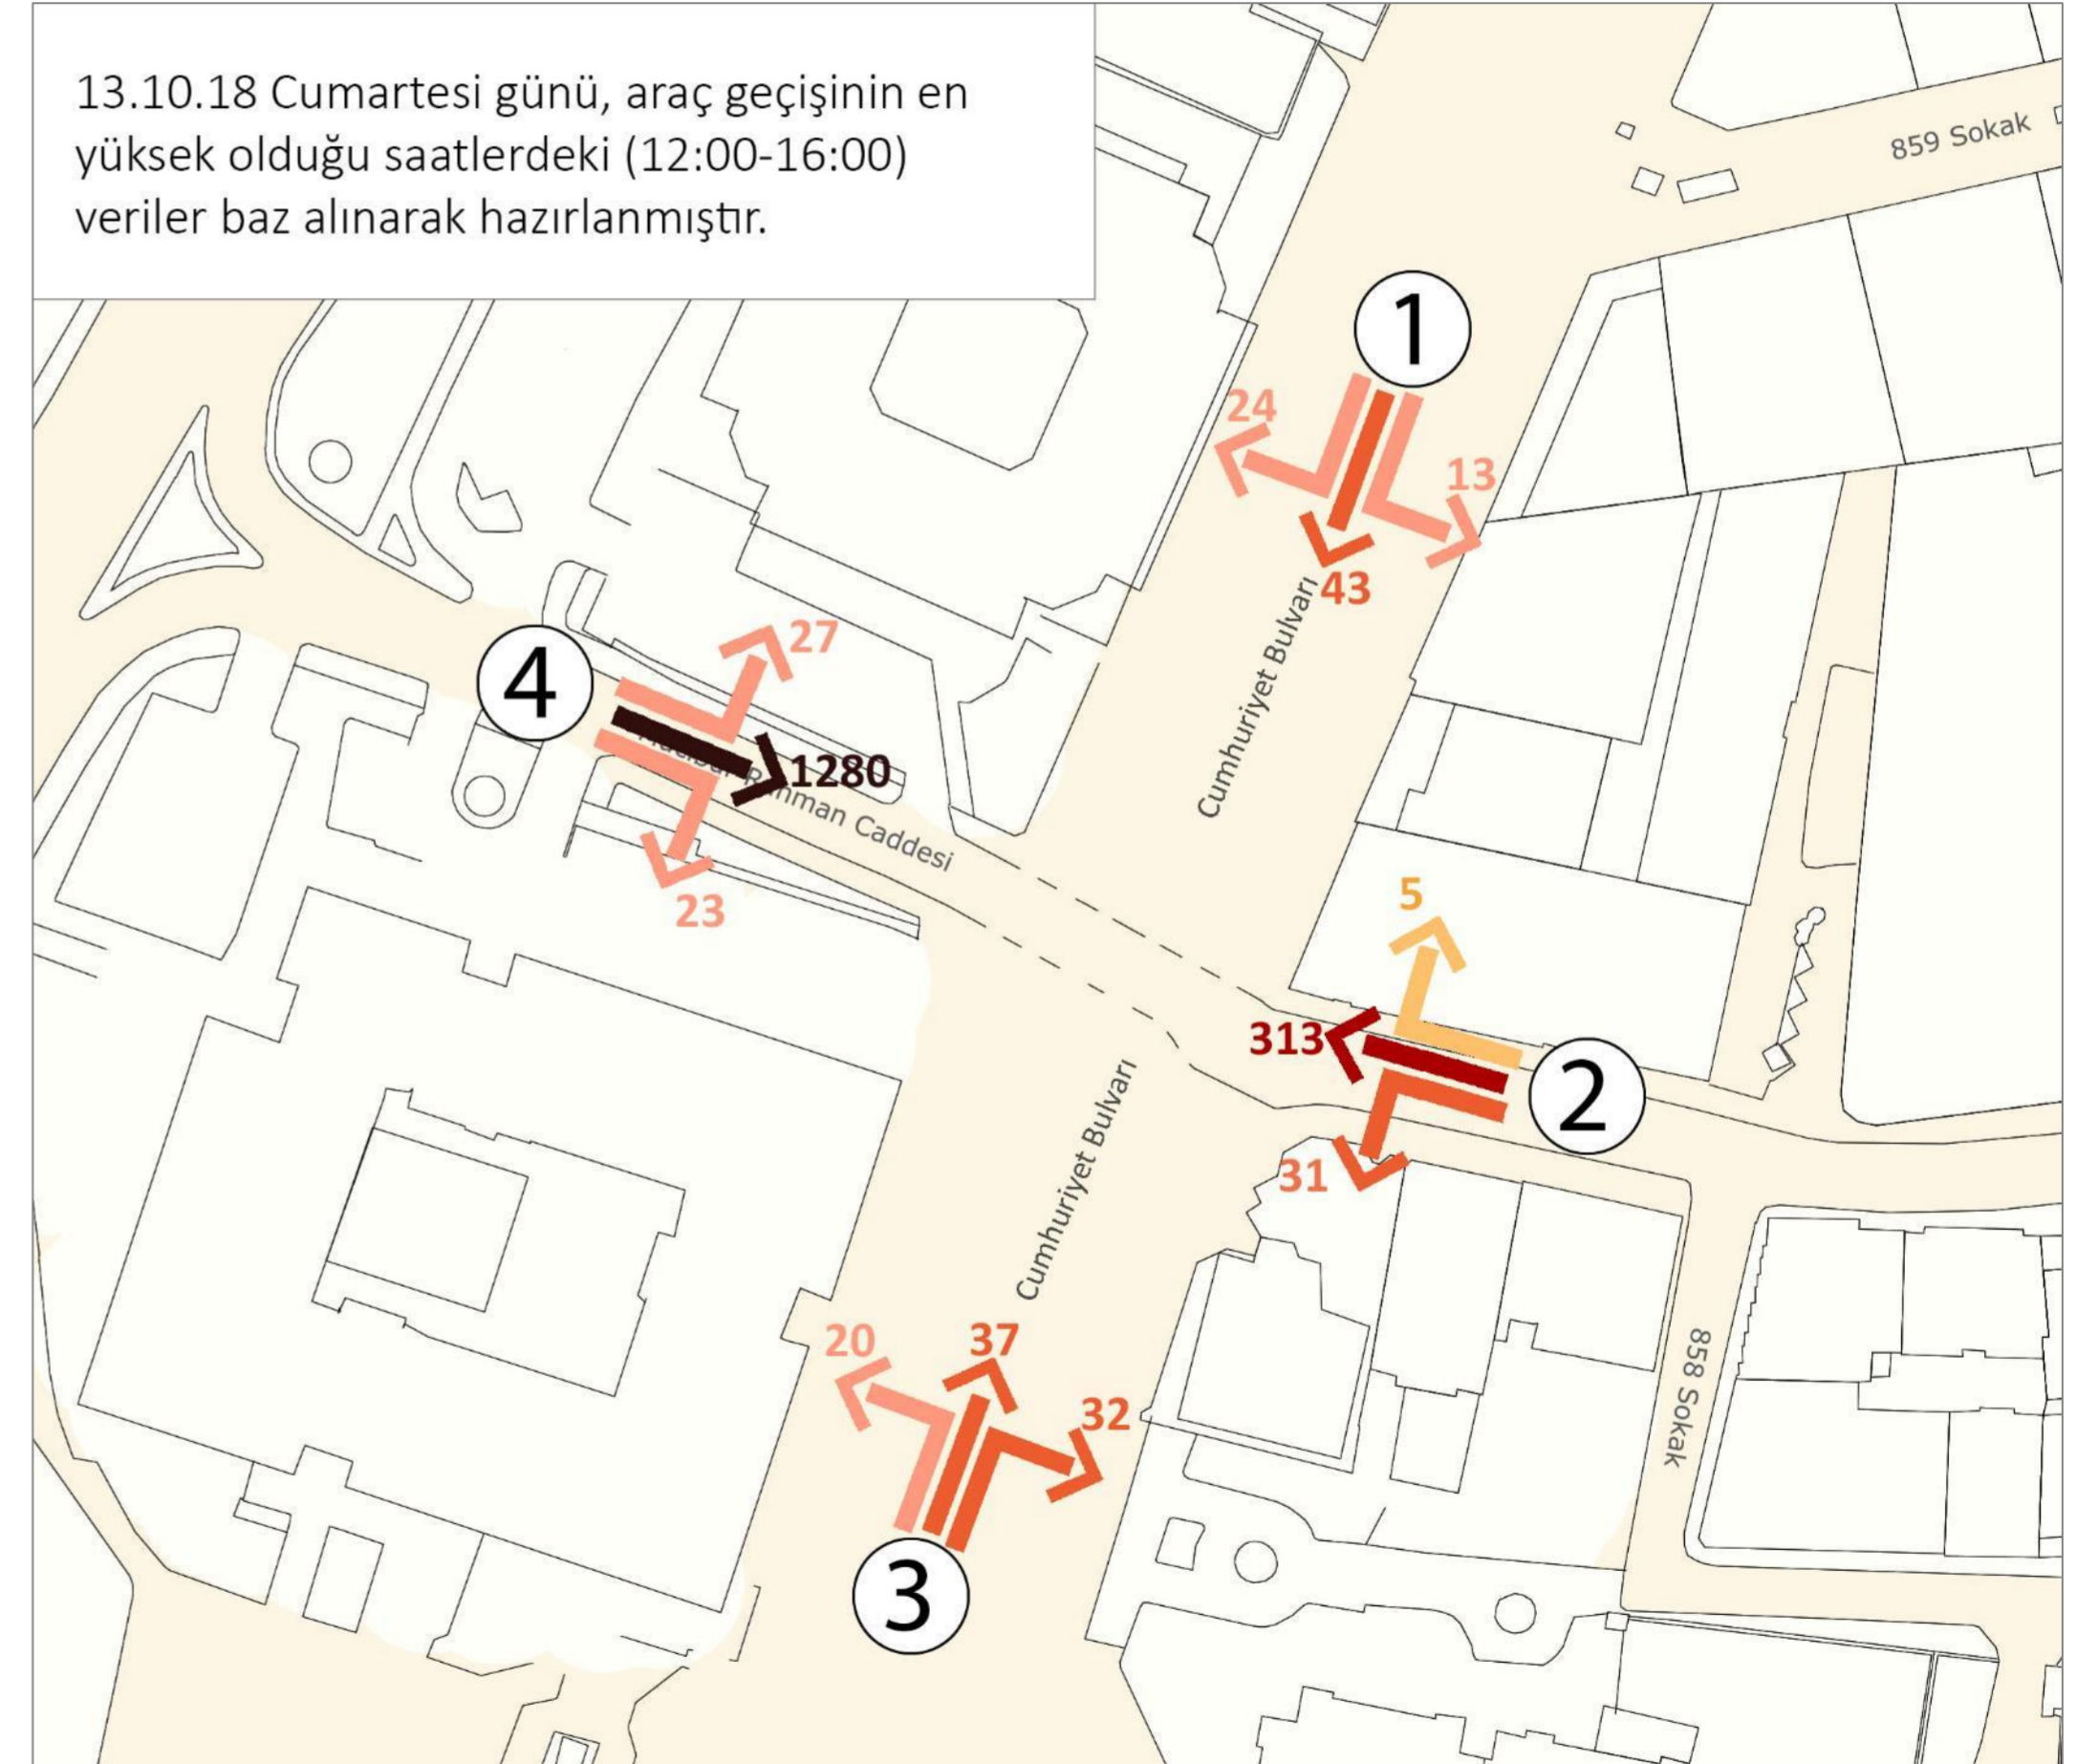 13.10.18 Cumartesi günü, araç geçişinin en
yüksek olduğu saatlerdeki (12:00-16:00)
veriler baz alınarak hazırlanmıştır.
859 Sokak
1
24
13
43
Cumhuriyet Bulvarı
27
4
1280
Caddesi
23
5
313
2
31
Cumhuriyet Bulvarı
858 Sokak
20
37
32
3